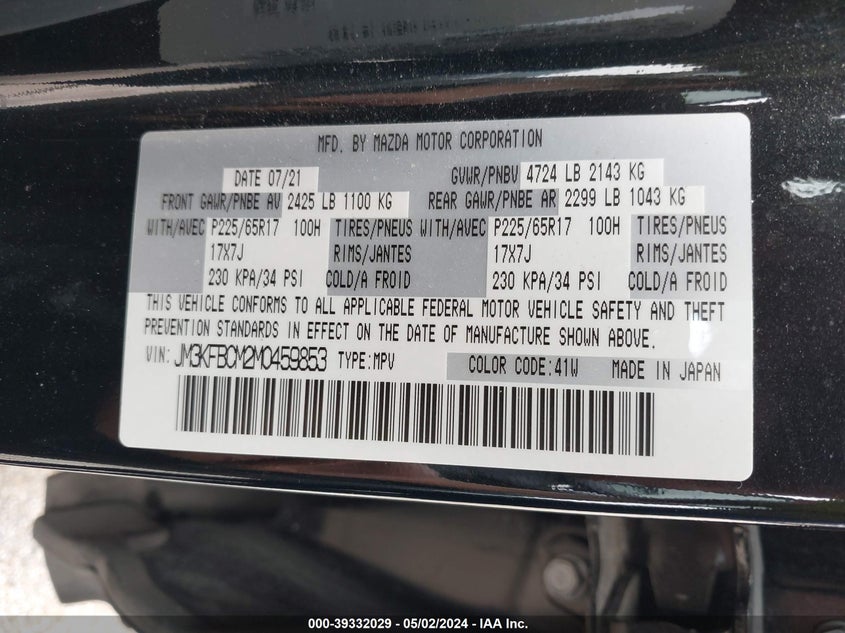 MFD. BY MAZDA MOTOR CORPORATION
DATE 07/21 GVWR/PNBV 4724 LB 2143 KG
FRONT GAWR/PNBE AV 2425 LB 1100 KG REAR GAWR/PNBE AR 2299 LB 1043 KG
WITH/AVEC P225/65R17 100H TIRES/PNEUS WITH/AVEC P225/65R17 100H TIRES/PNEUS
17X7J RIMS/JANTES 17X7J RIMS/JANTES
230 KPA/34 PSI COLD/A FROID 230 KPA/34 PSI COLD/A FROID
THIS VEHICLE CONFORMS TO ALL APPLICABLE FEDERAL MOTOR VEHICLE SAFETY AND THEFT
PREVENTION STANDARDS IN EFFECT ON THE DATE OF MANUFACTURE SHOWN ABOVE.
VIN: JM3KFBCM2M0459853 TYPE:MPV COLOR CODE:41W MADE IN JAPAN
000-39332029 - 05/02/2024 - IAA Inc.